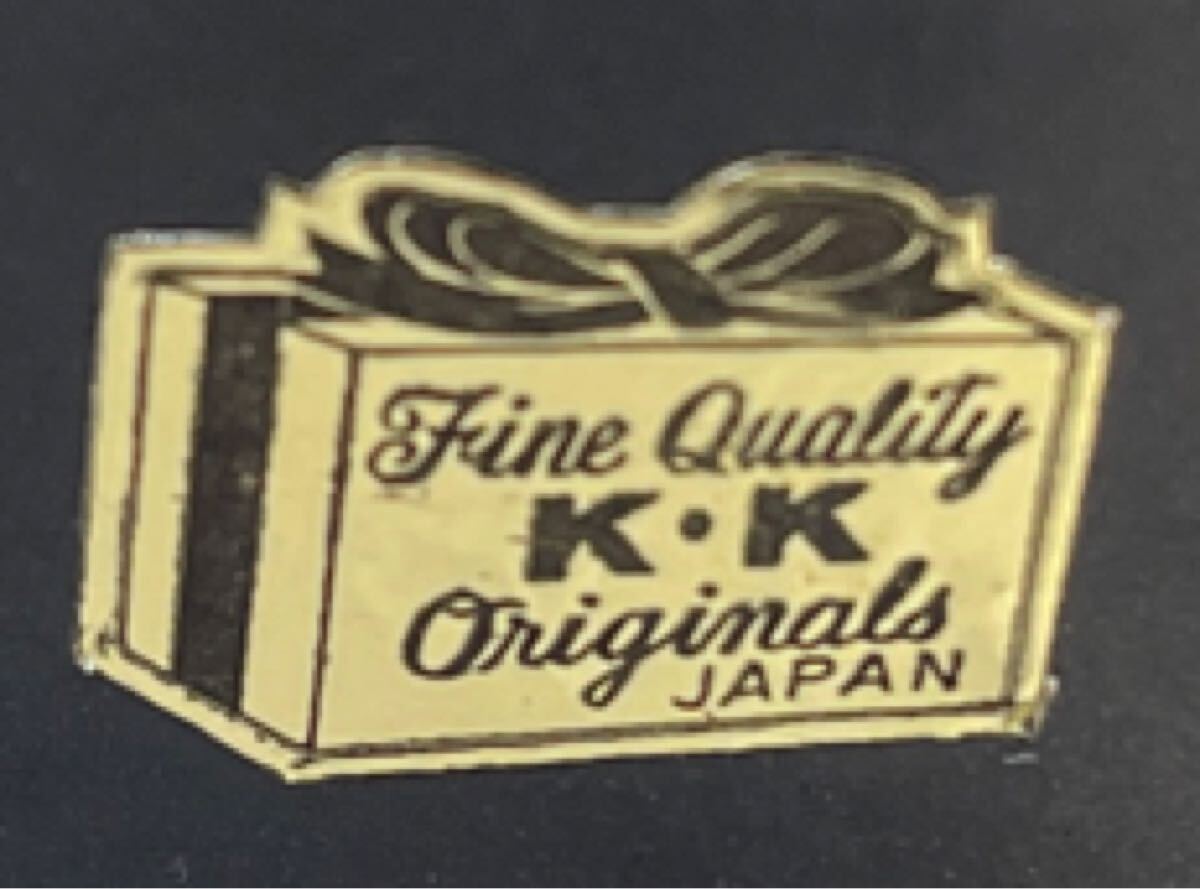 Fine Quality
K·K
Originals
JAPAN